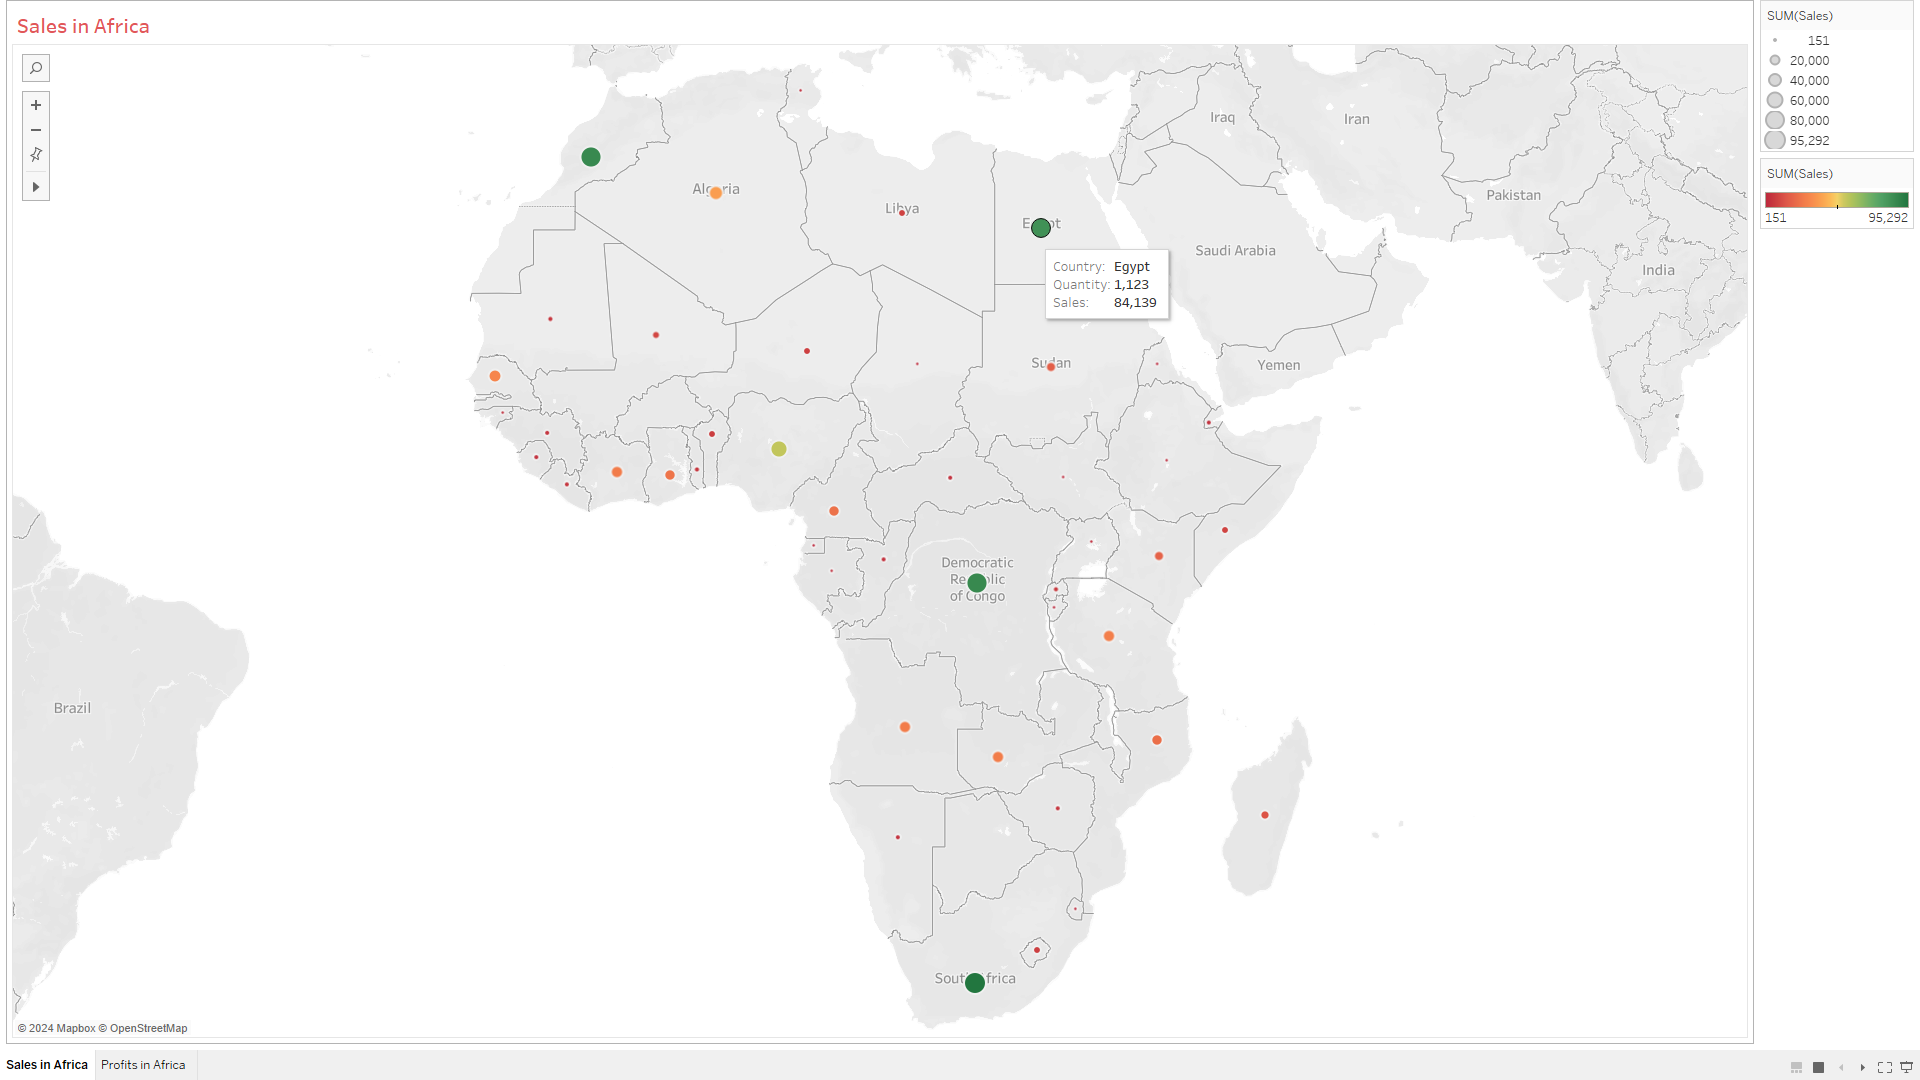 Sales in Africa
SUM(Sales)
151
20,000
40,000
60,000
80,000
95,292
SUM(Sales)
151 95,292
Iraq
Iran
Pakistan
Algeria
Libya
Egypt
Saudi Arabia
India
Country: Egypt
Quantity: 1,123
Sales: 84,139
Sudan
Yemen
Democratic
Republic
of Congo
Brazil
South Africa
© 2024 Mapbox © OpenStreetMap
Sales in Africa
Profits in Africa